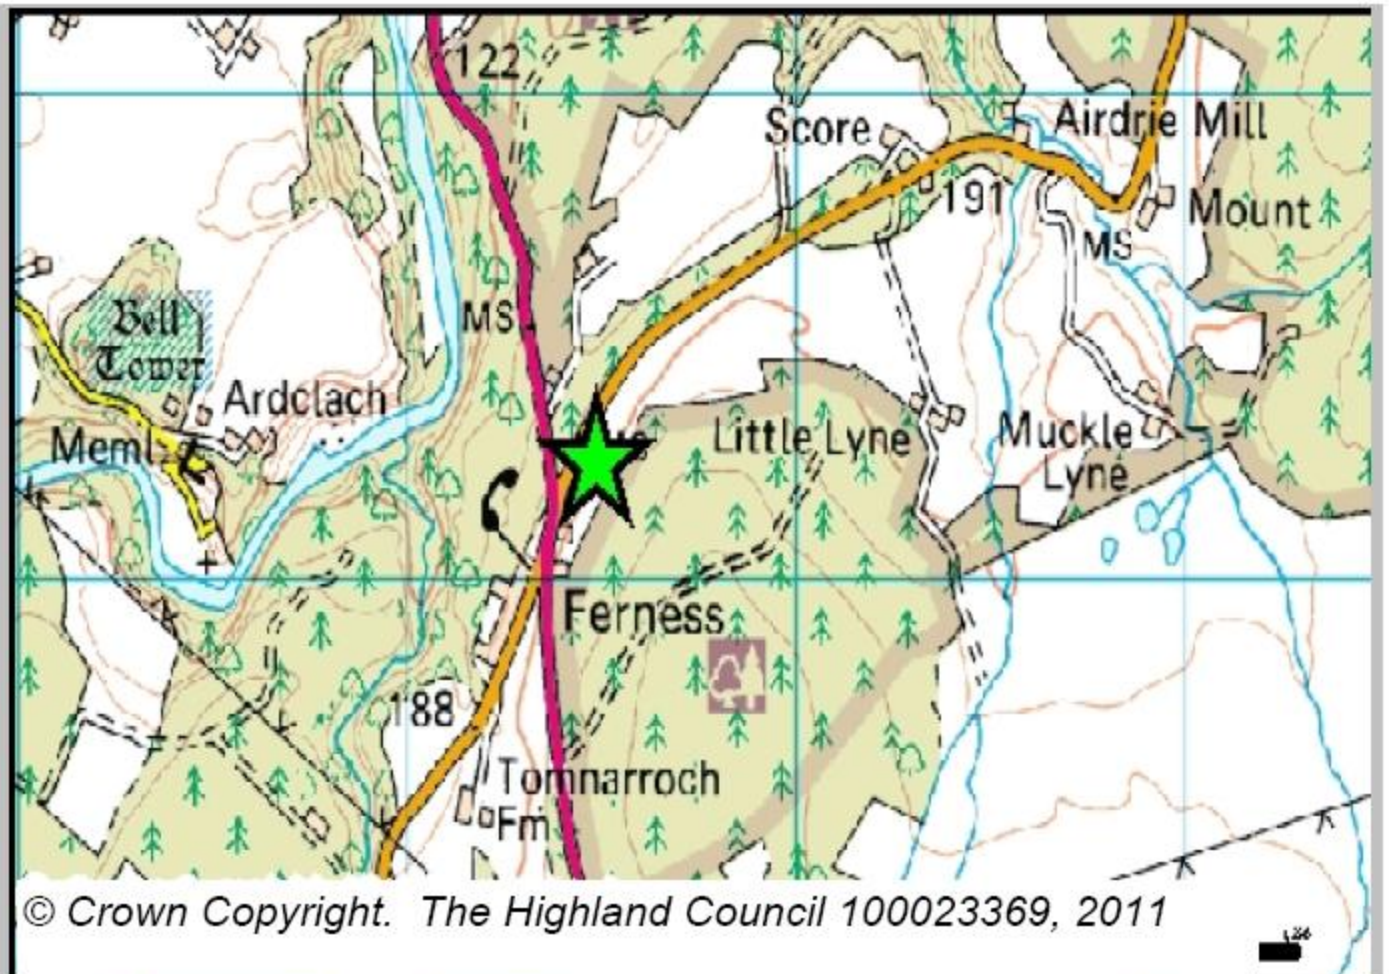 122
Score
Airdrie Mill
191
Mount
MS
Bell
Tower
MS
Ardclach
Meml
Little Lyne
Muckle
Lyne
Ferness
188
Tomnarroch
Fm
© Crown Copyright. The Highland Council 100023369, 2011